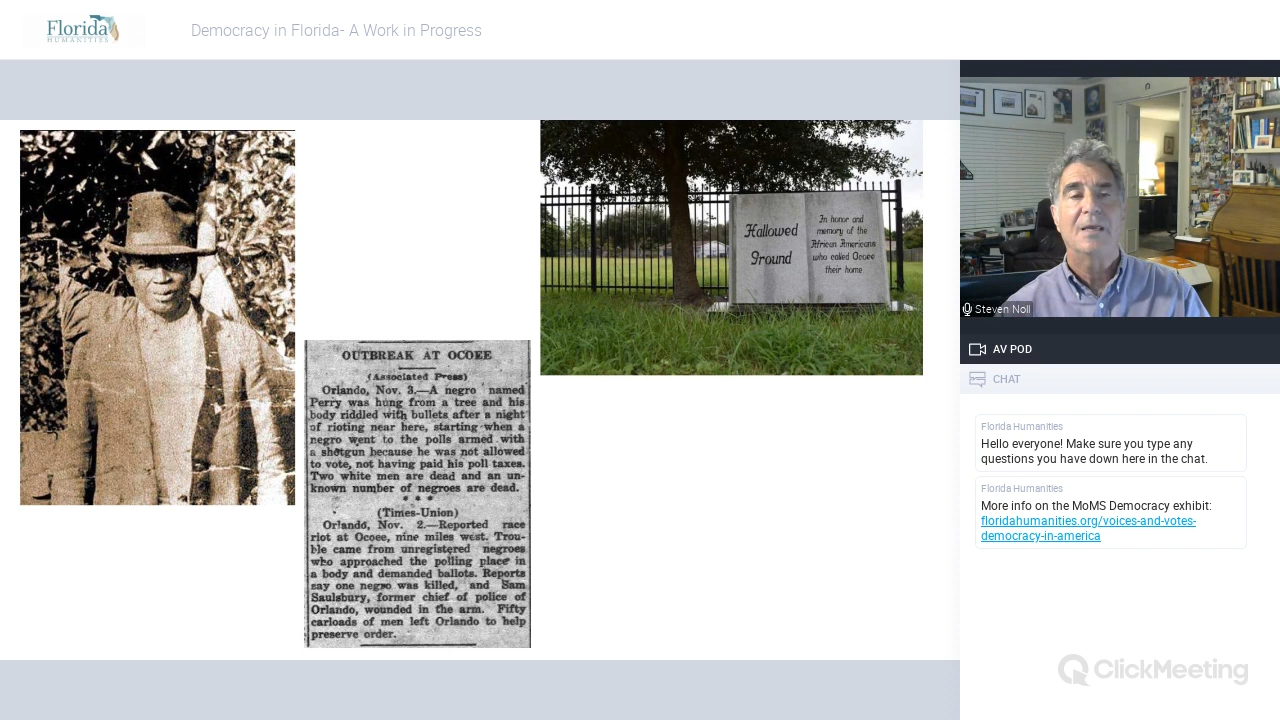 Florida
HUMANITIES
Democracy in Florida- A Work in Progress
Hallowed
Ground
In honor and
memory of the
African Americans
who called Ocoee
their home
OUTBREAK AT OCOEE
(Associated Press)
Orlando, Nov. 3.—A negro named
Perry was hung from a tree and his
body riddled with bullets after a night
of rioting near here, starting when a
negro went to the polls armed with
a shotgun because he was not allowed
to vote, not having paid his poll taxes.
Two white men are dead and an un-
known number of negroes are dead.
* * *
(Times-Union)
Orlando, Nov. 2.—Reported race
riot at Ocoee, nine miles west. Trou-
ble came from unregistered negroes
who approached the polling place in
a body and demanded ballots. Reports
say one negro was killed, and Sam
Saulsbury, former chief of police of
Orlando, wounded in the arm. Fifty
carloads of men left Orlando to help
preserve order.
Steven Noll
AV POD
CHAT
Florida Humanities
Hello everyone! Make sure you type any
questions you have down here in the chat.
Florida Humanities
More info on the MoMS Democracy exhibit:
floridahumanities.org/voices-and-votes-
democracy-in-america
ClickMeeting